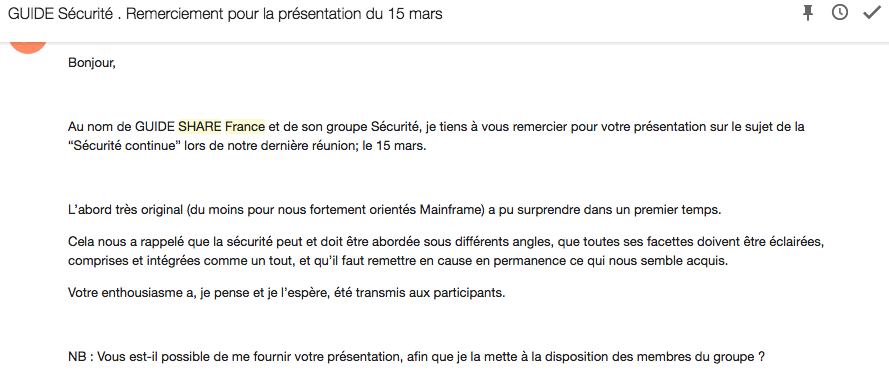 GUIDE Sécurité . Remerciement pour la présentation du 15 mars
Bonjour,
Au nom de GUIDE SHARE France et de son groupe Sécurité, je tiens à vous remercier pour votre présentation sur le sujet de la
“Sécurité continue” lors de notre dernière réunion; le 15 mars.
L’abord très original (du moins pour nous fortement orientés Mainframe) a pu surprendre dans un premier temps.
Cela nous a rappelé que la sécurité peut et doit être abordée sous différents angles, que toutes ses facettes doivent être éclairées,
comprises et intégrées comme un tout, et qu’il faut remettre en cause en permanence ce qui nous semble acquis.
Votre enthousiasme a, je pense et je l’espère, été transmis aux participants.
NB : Vous est-il possible de me fournir votre présentation, afin que je la mette à la disposition des membres du groupe ?